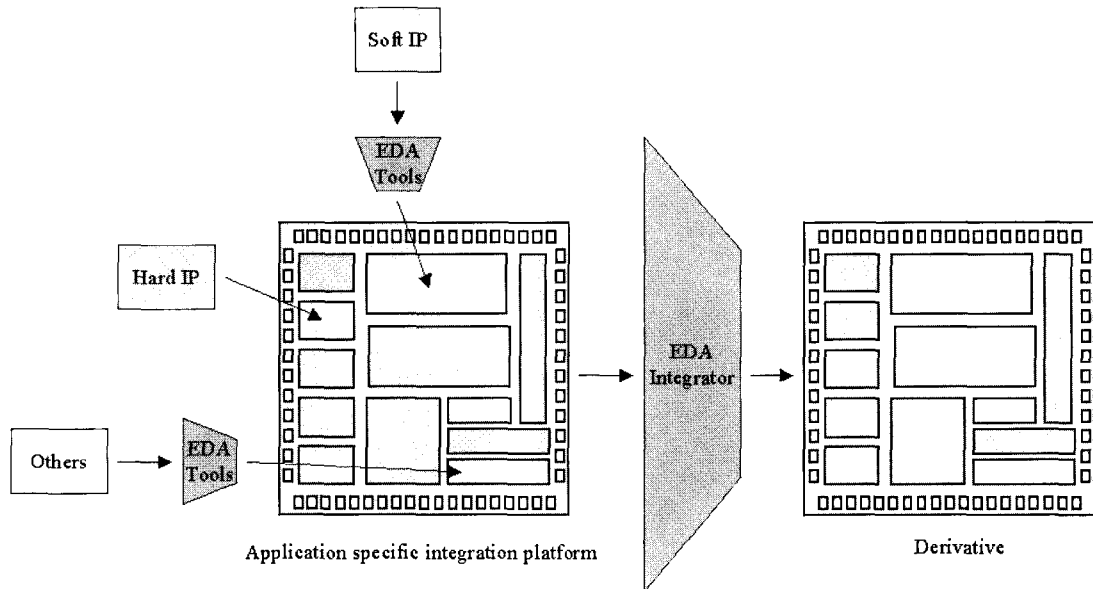 Soft IP
EDA
Tools
Hard IP
EDA
Integrator
Others
EDA
Tools
Application specific integration platform
Derivative